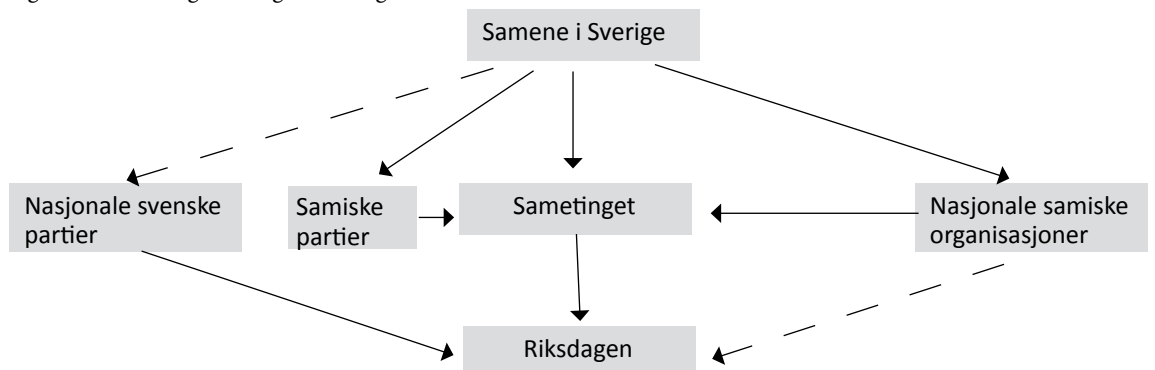 Samene i Sverige
Nasjonale svenske
partier
Samiske
partier
Sametinget
Nasjonale samiske
organisasjoner
Riksdagen